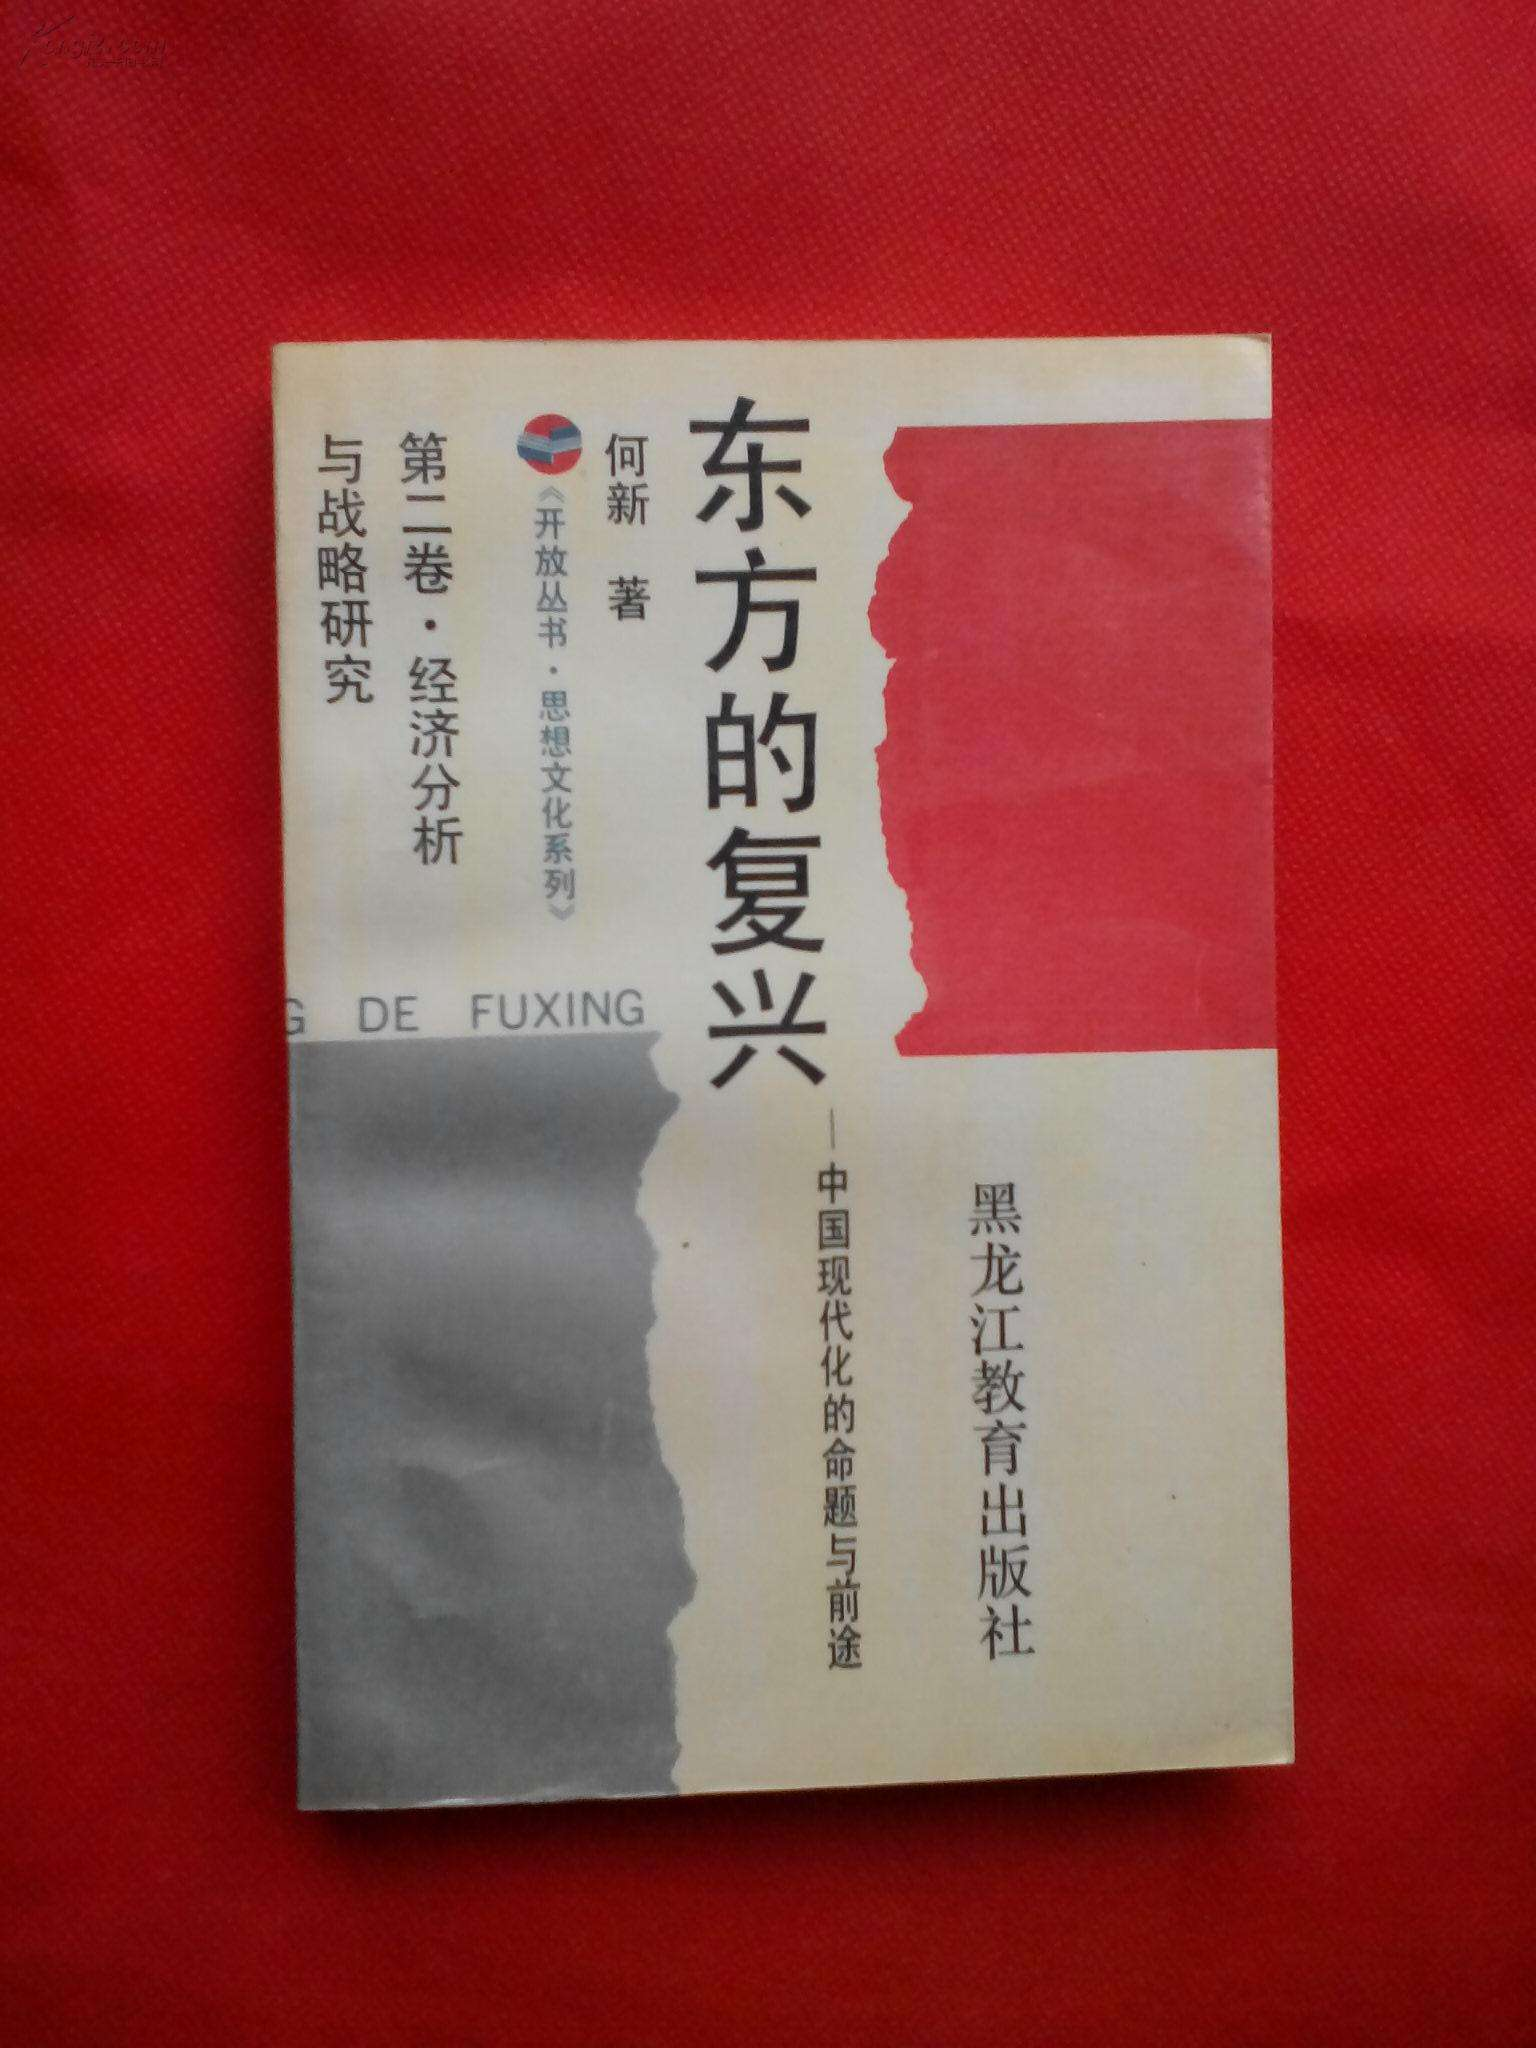 东方的复兴
——中国现代化的命题与前途
何新 著
《开放丛书·思想文化系列》
第二卷·经济分析
与战略研究
G DE FUXING
黑龙江教育出版社